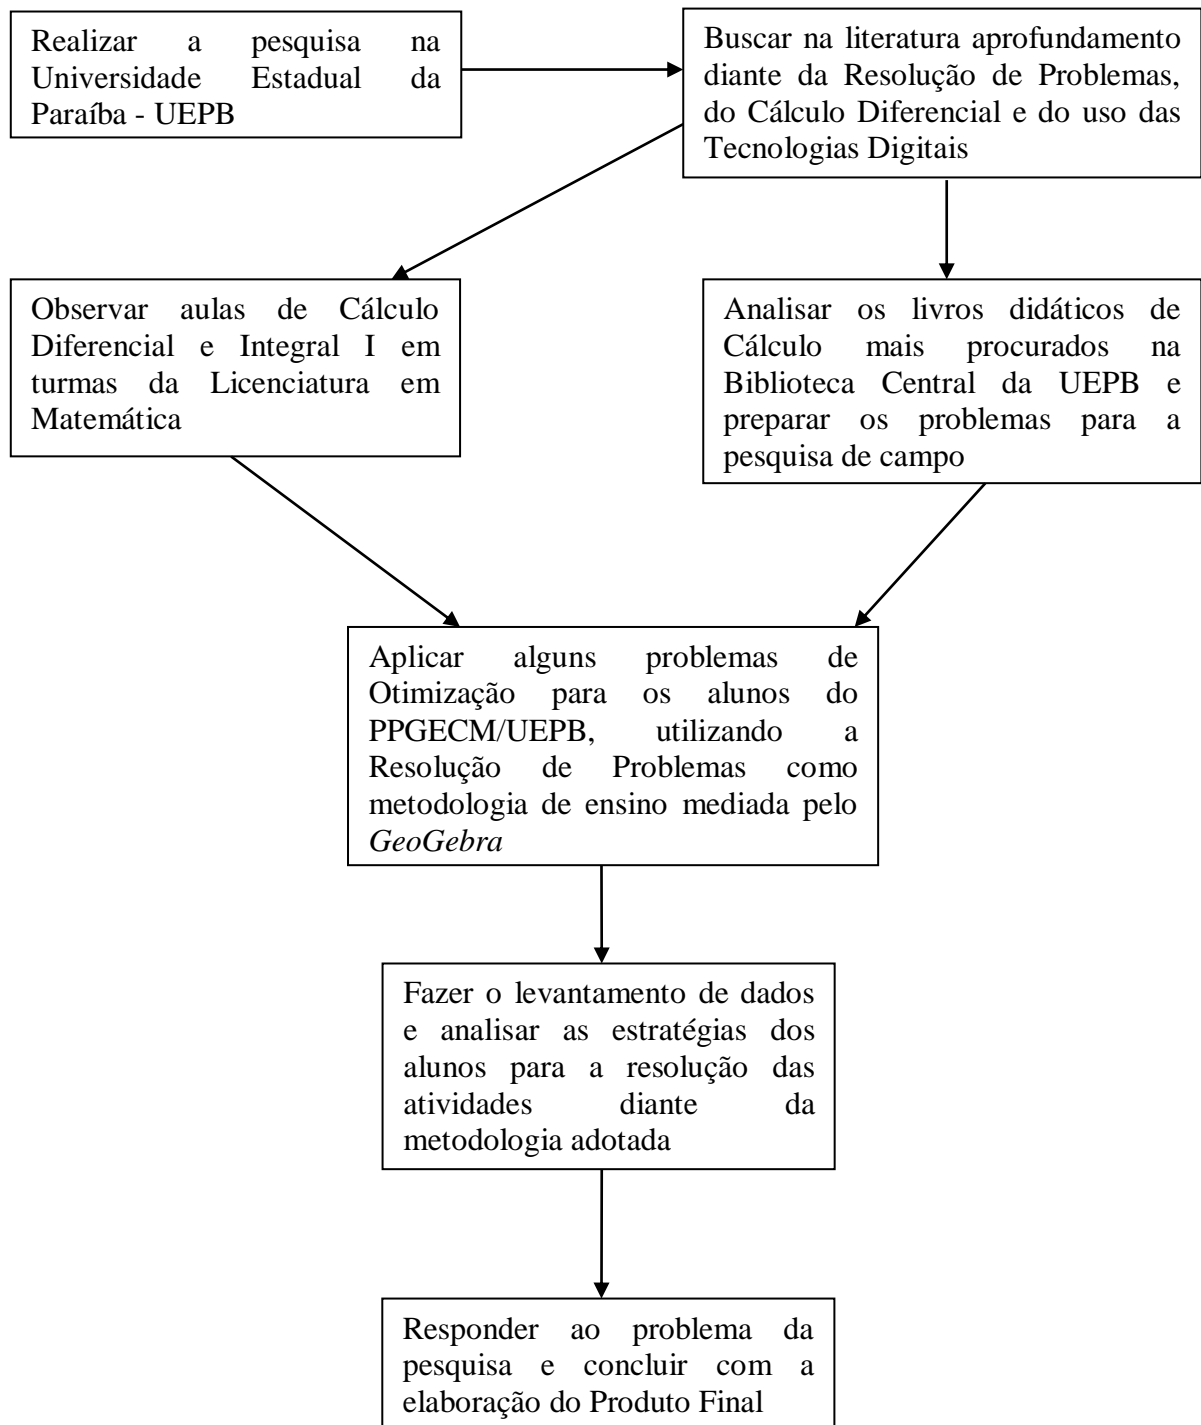 Realizar a pesquisa na
Universidade Estadual da
Paraíba - UEPB
Buscar na literatura aprofundamento
diante da Resolução de Problemas,
do Cálculo Diferencial e do uso das
Tecnologias Digitais
Observar aulas de Cálculo
Diferencial e Integral I em
turmas da Licenciatura em
Matemática
Analisar os livros didáticos de
Cálculo mais procurados na
Biblioteca Central da UEPB e
preparar os problemas para a
pesquisa de campo
Aplicar alguns problemas de
Otimização para os alunos do
PPGECM/UEPB, utilizando a
Resolução de Problemas como
metodologia de ensino mediada pelo
GeoGebra
Fazer o levantamento de dados
e analisar as estratégias dos
alunos para a resolução das
atividades diante da
metodologia adotada
Responder ao problema da
pesquisa e concluir com a
elaboração do Produto Final